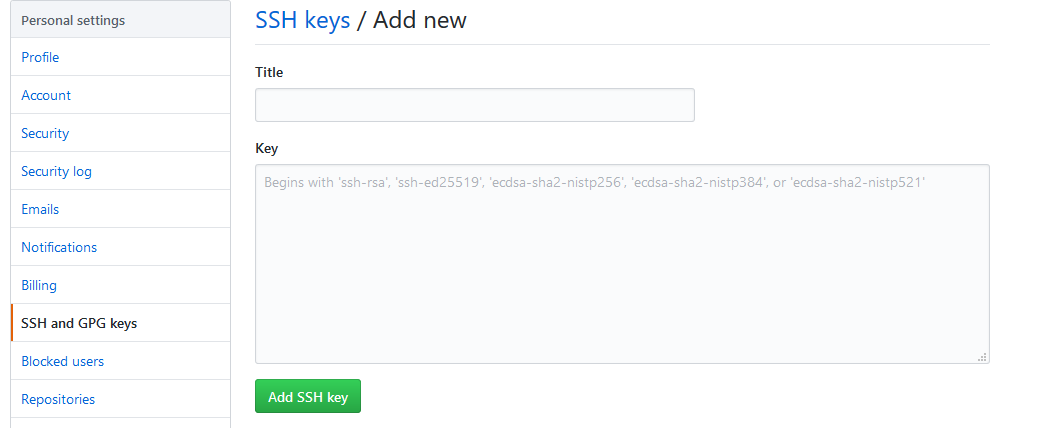 Personal settings
Profile
Account
Security
Security log
Emails
Notifications
Billing
SSH and GPG keys
Blocked users
Repositories
SSH keys / Add new
Title
Key
Begins with 'ssh-rsa', 'ssh-ed25519', 'ecdsa-sha2-nistp256', 'ecdsa-sha2-nistp384', or 'ecdsa-sha2-nistp521'
Add SSH key